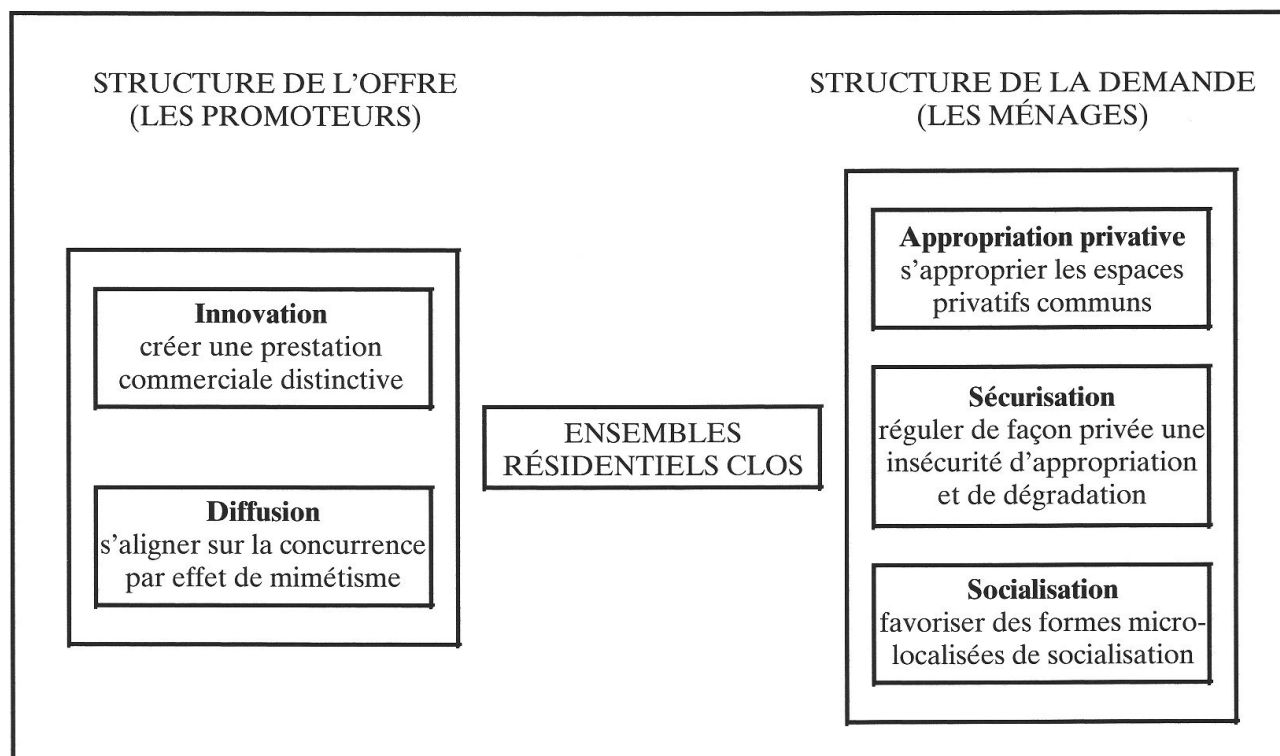 STRUCTURE DE L'OFFRE
(LES PROMOTEURS)
Innovation
créer une prestation
commerciale distinctive
Diffusion
s'aligner sur la concurrence
par effet de mimétisme
ENSEMBLES
RÉSIDENTIELS CLOS
STRUCTURE DE LA DEMANDE
(LES MÉNAGES)
Appropriation privative
s'approprier les espaces
privatifs communs
Sécurisation
réguler de façon privée une
insécurité d'appropriation
et de dégradation
Socialisation
favoriser des formes micro-
localisées de socialisation